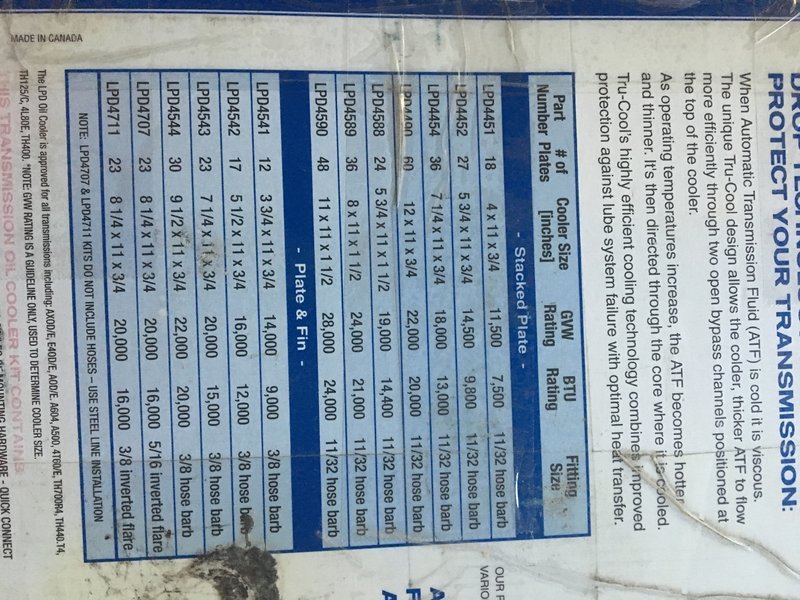 PROTECT YOUR TRANSMISSION:
When Automatic Transmission Fluid (ATF) is cold it is viscous.
The unique Tru-Cool design allows the colder, thicker ATF to flow
more efficiently through two open bypass channels positioned at
the top of the cooler.
As operating temperatures increase, the ATF becomes hotter
and thinner. It's then directed through the core where it is cooled.
Tru-Cool's highly efficient cooling technology combines improved
protection against lube system failure with optimal heat transfer.
Part Number # of Plates Cooler Size [inches] GVW Rating BTU Rating Fitting Size
- Stacked Plate -
LPD4451 18 4 x 11 x 3/4 11,500 7,500 11/32 hose barb
LPD4452 27 5 3/4 x 11 x 3/4 14,500 9,800 11/32 hose barb
LPD4454 36 7 1/4 x 11 x 3/4 18,000 13,000 11/32 hose barb
60 12 x 11 x 3/4 22,000 20,000 11/32 hose barb
LPD4588 24 5 3/4 x 11 x 1 1/2 19,000 14,400 11/32 hose barb
LPD4589 36 8 x 11 x 1 1/2 24,000 21,000 11/32 hose barb
LPD4590 48 11 x 11 x 1 1/2 28,000 24,000 11/32 hose barb
- Plate & Fin -
LPD4541 12 3 3/4 x 11 x 3/4 14,000 9,000 3/8 hose barb
LPD4542 17 5 1/2 x 11 x 3/4 16,000 12,000 3/8 hose barb
LPD4543 23 7 1/4 x 11 x 3/4 20,000 15,000 3/8 hose barb
LPD4544 30 9 1/2 x 11 x 3/4 22,000 20,000 3/8 hose barb
LPD4707 23 8 1/4 x 11 x 3/4 20,000 16,000 5/16 inverted flare
LPD4711 23 8 1/4 x 11 x 3/4 20,000 16,000 3/8 inverted flare
NOTE: LPD4707 & LPD4711 KITS DO NOT INCLUDE HOSES – USE STEEL LINE INSTALLATION
The LPD Oil Cooler is approved for all transmissions including: AXOD/E, E4OD/E, AOD/E, A604, A500, 4T60/E, TH700R4, TH440.T4,
TH125/C, 4L80E, TH400. *NOTE: GVW RATING IS A GUIDELINE ONLY, USED TO DETERMINE COOLER SIZE.
THIS TRANSMISSION OIL COOLER KIT CONTAINS
MOUNTING HARDWARE - QUICK CONNECT
MADE IN CANADA
OUR
VARIO